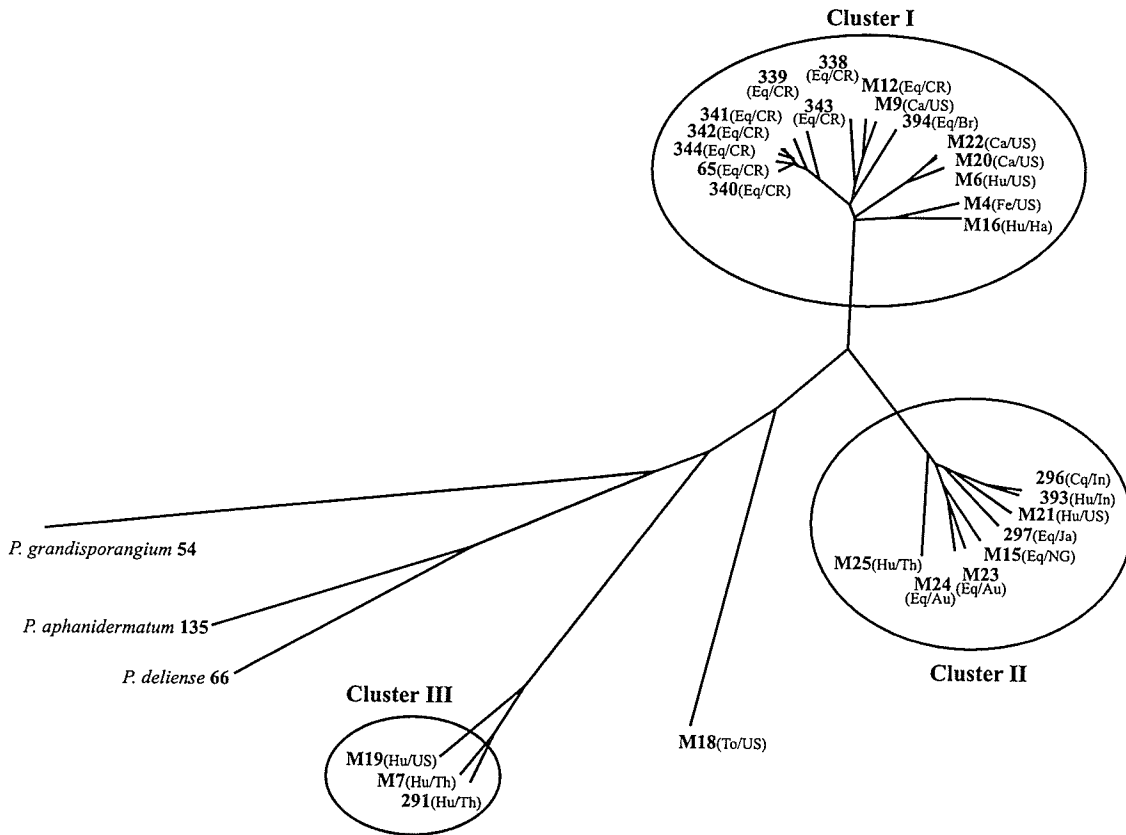 Cluster I
338
(Eq/CR)
339
(Eq/CR)
M12(Eq/CR)
M9(Ca/US)
343
(Eq/CR)
341(Eq/CR)
394(Eq/Br)
342(Eq/CR)
M22(Ca/US)
344(Eq/CR)
M20(Ca/US)
65(Eq/CR)
M6(Hu/US)
340(Eq/CR)
M4(Fe/US)
M16(Hu/Ha)
296(Cq/In)
393(Hu/In)
M21(Hu/US)
297(Eq/Ja)
M15(Eq/NG)
M25(Hu/Th)
M23
(Eq/Au)
M24
(Eq/Au)
Cluster II
P. grandisporangium 54
P. aphanidermatum 135
P. deliense 66
Cluster III
M18(To/US)
M19(Hu/US)
M7(Hu/Th)
291(Hu/Th)